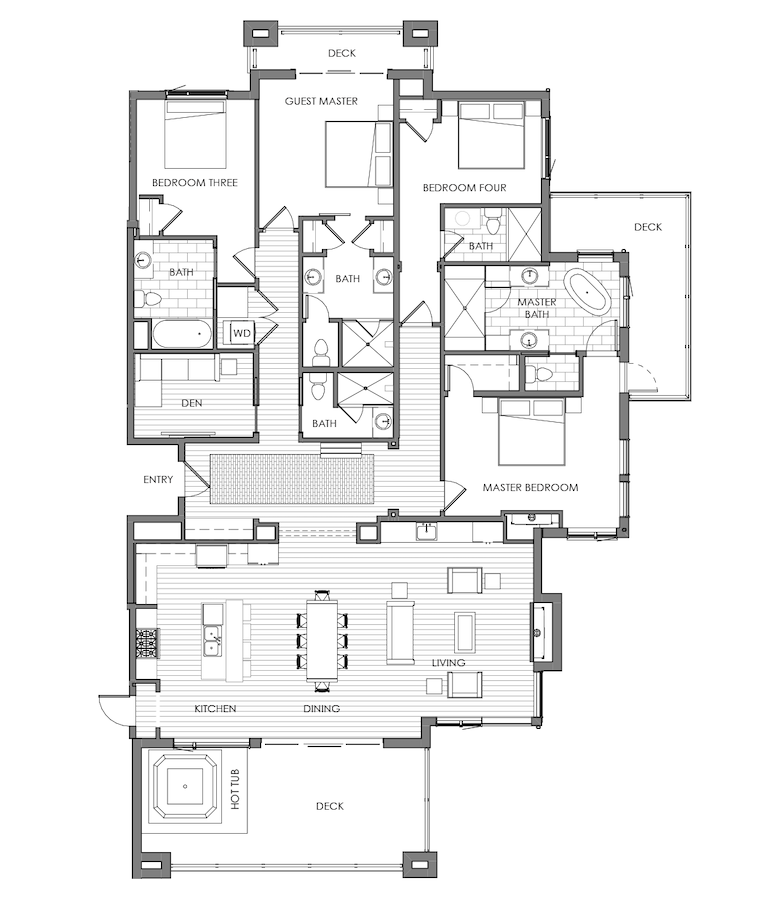 DECK
GUEST MASTER
BEDROOM THREE
BEDROOM FOUR
DECK
BATH
BATH
BATH
MASTER
BATH
WD
DEN
BATH
ENTRY
MASTER BEDROOM
LIVING
KITCHEN
DINING
HOT TUB
DECK